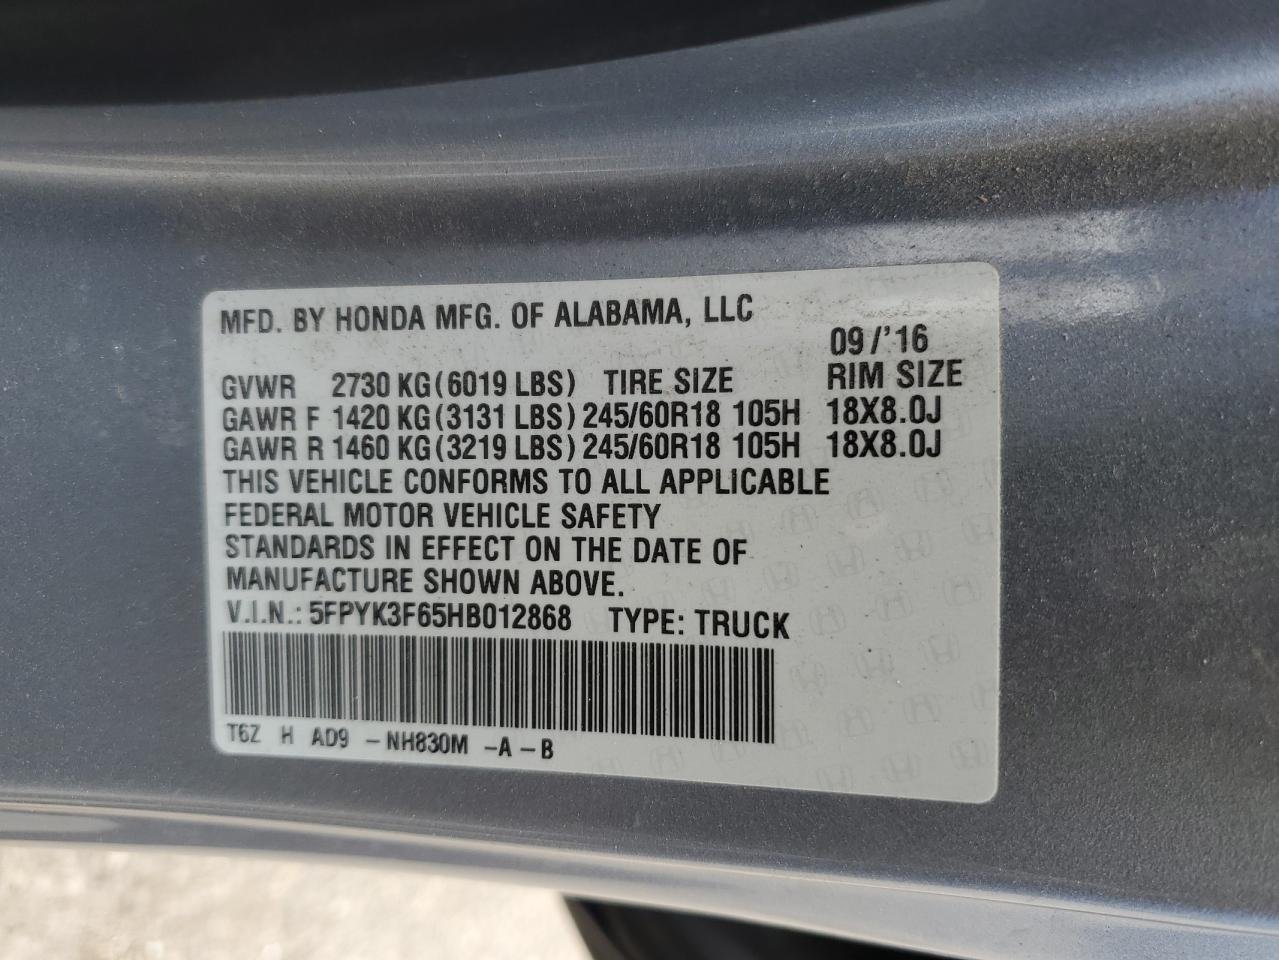 MFD. BY HONDA MFG. OF ALABAMA, LLC
09/'16
GVWR 2730 KG(6019 LBS) TIRE SIZE RIM SIZE
GAWR F 1420 KG(3131 LBS) 245/60R18 105H 18X8.0J
GAWR R 1460 KG(3219 LBS) 245/60R18 105H 18X8.0J
THIS VEHICLE CONFORMS TO ALL APPLICABLE
FEDERAL MOTOR VEHICLE SAFETY
STANDARDS IN EFFECT ON THE DATE OF
MANUFACTURE SHOWN ABOVE.
V.I.N.: 5FPYK3F65HB012868 TYPE: TRUCK
T6Z H AD9 -NH830M -A-B